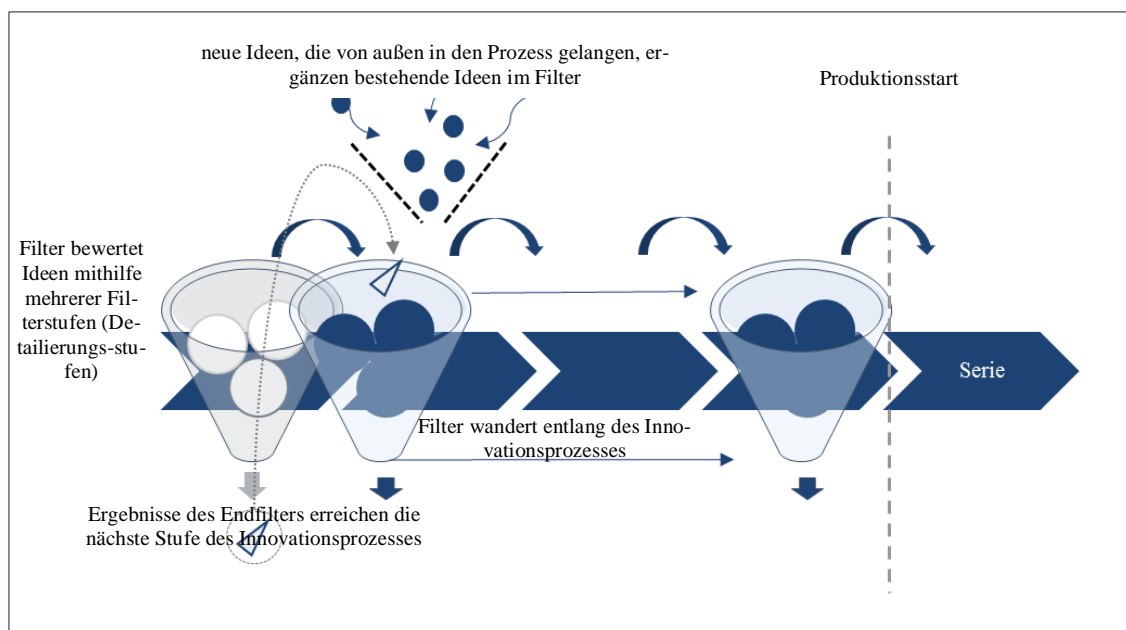 neue Ideen, die von außen in den Prozess gelangen, er-
gänzen bestehende Ideen im Filter
Produktionsstart
Filter bewertet
Ideen mithilfe
mehrerer Fil-
terstufen (De-
tailierungs-stu-
fen)
Serie
Filter wandert entlang des Inno-
vationsprozesses
Ergebnisse des Endfilters erreichen die
nächste Stufe des Innovationsprozesses